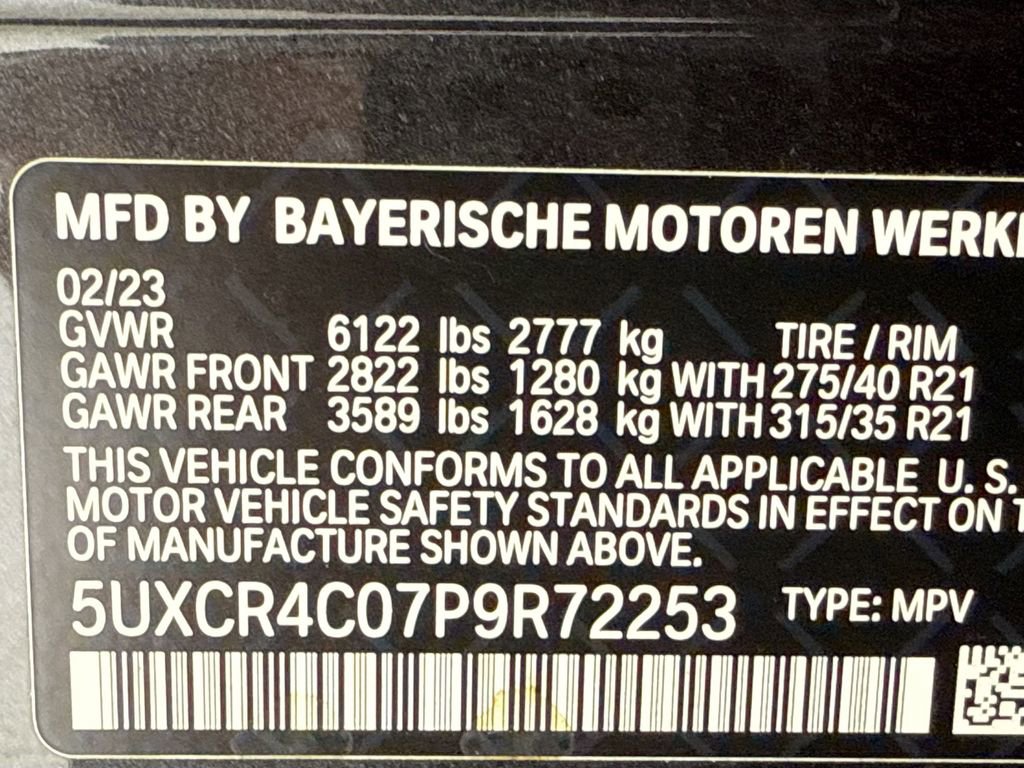 MFD BY BAYERISCHE MOTOREN WERK
02/23
GVWR 6122 lbs 2777 kg TIRE / RIM
GAWR FRONT 2822 lbs 1280 kg WITH 275/40 R21
GAWR REAR 3589 lbs 1628 kg WITH 315/35 R21
THIS VEHICLE CONFORMS TO ALL APPLICABLE U. S.
MOTOR VEHICLE SAFETY STANDARDS IN EFFECT ON
OF MANUFACTURE SHOWN ABOVE.
5UXCR4C07P9R72253 TYPE: MPV